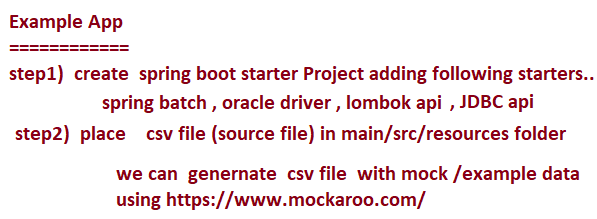 Example App
============
step1) create spring boot starter Project adding following starters..
spring batch , oracle driver , lombok api , JDBC api
step2) place csv file (source file) in main/src/resources folder
we can genernate csv file with mock /example data
using https://www.mockaroo.com/